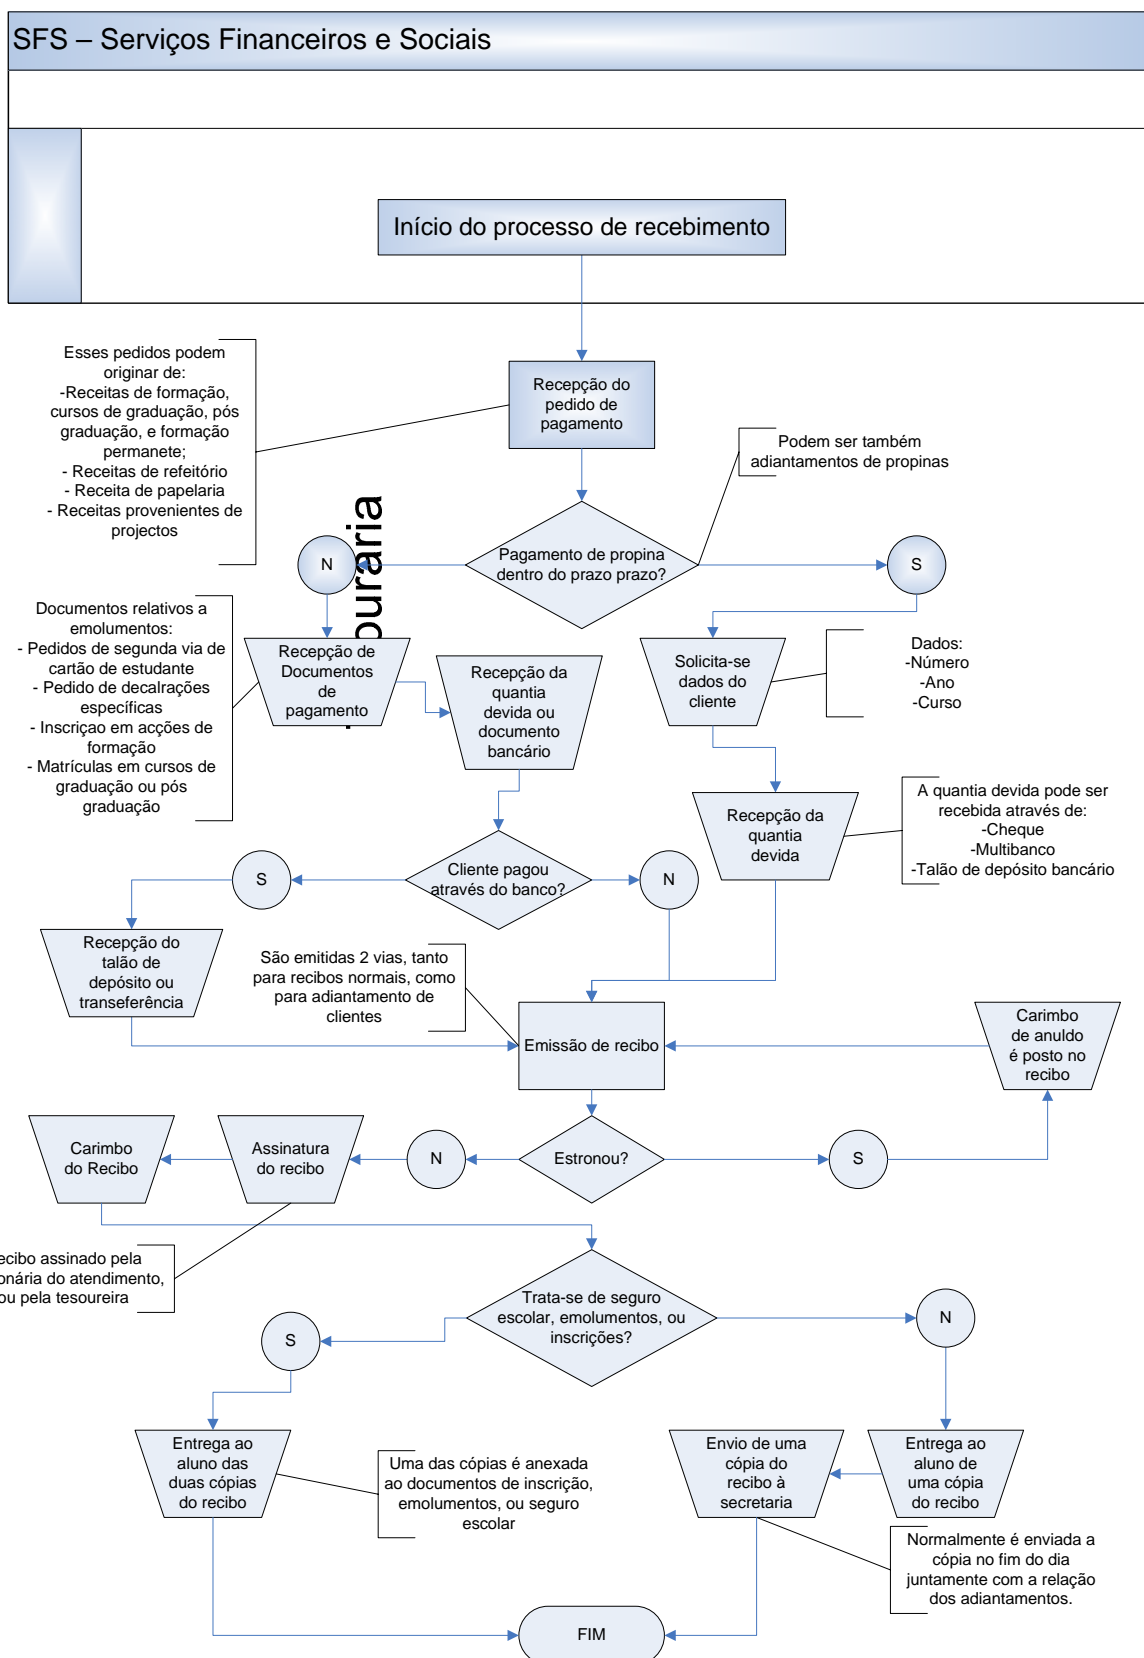 SFS – Serviços Financeiros e Sociais
Início do processo de recebimento
Esses pedidos podem
originar de:
-Receitas de formação,
cursos de graduação, pós
graduação, e formação
permanete;
- Receitas de refeitório
- Receita de papelaria
- Receitas provenientes de
projectos
Recepção do
pedido de
pagamento
Podem ser também
adiantamentos de propinas
Pagamento de propina
dentro do prazo prazo?
N
S
ouraria
Documentos relativos a
emolumentos:
- Pedidos de segunda via de
cartão de estudante
- Pedido de decalrações
específicas
- Inscriçao em acções de
formação
- Matrículas em cursos de
graduação ou pós
graduação
Recepção de
Documentos
de
pagamento
Recepção da
quantia
devida ou
documento
bancário
Solicita-se
dados do
cliente
Dados:
-Número
-Ano
-Curso
Recepção da
quantia
devida
A quantia devida pode ser
recebida através de:
-Cheque
-Multibanco
-Talão de depósito bancário
Cliente pagou
através do banco?
S
N
Recepção do
talão de
depósito ou
transeferência
São emitidas 2 vias, tanto
para recibos normais, como
para adiantamento de
clientes
Emissão de recibo
Carimbo
de anuldo
é posto no
recibo
Carimbo
do Recibo
Assinatura
do recibo
N
Estronou?
S
ecibo assinado pela
onária do atendimento,
ou pela tesoureira
Trata-se de seguro
escolar, emolumentos, ou
inscrições?
S
N
Entrega ao
aluno das
duas cópias
do recibo
Uma das cópias é anexada
ao documentos de inscrição,
emolumentos, ou seguro
escolar
Envio de uma
cópia do
recibo à
secretaria
Entrega ao
aluno de
uma cópia
do recibo
Normalmente é enviada a
cópia no fim do dia
juntamente com a relação
dos adiantamentos.
FIM